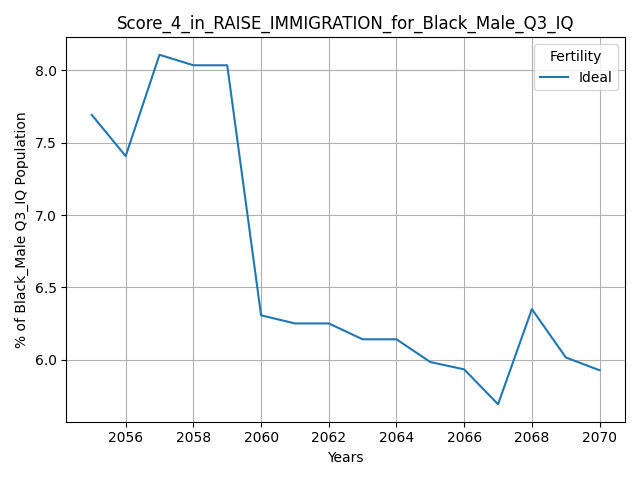 Score_4_in_RAISE_IMMIGRATION_for_Black_Male_Q3_IQ
Fertility
Ideal
8.0
7.5
7.0
6.5
6.0
% of Black_Male Q3_IQ Population
2056 2058 2060 2062 2064 2066 2068 2070
Years